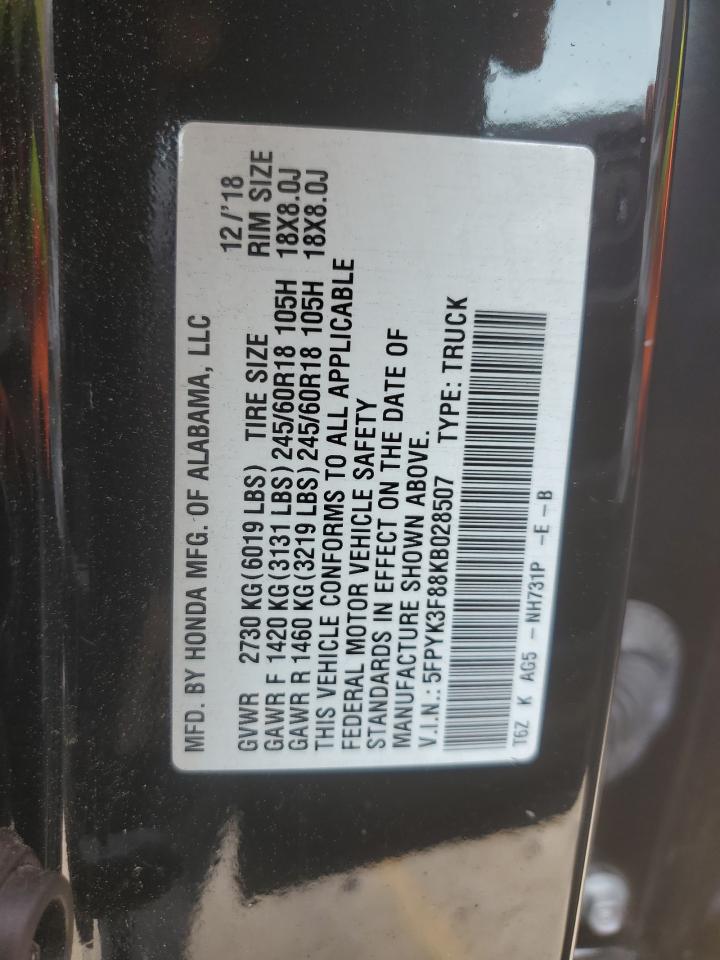 MFD. BY HONDA MFG. OF ALABAMA, LLC
12/'18
GVWR 2730 KG(6019 LBS) TIRE SIZE RIM SIZE
GAWR F 1420 KG(3131 LBS)245/60R18 105H 18X8.0J
GAWR R 1460 KG(3219 LBS)245/60R18 105H 18X8.0J
THIS VEHICLE CONFORMS TO ALL APPLICABLE
FEDERAL MOTOR VEHICLE SAFETY
STANDARDS IN EFFECT ON THE DATE OF
MANUFACTURE SHOWN ABOVE.
V.I.N.: 5FPYK3F88KB028507 TYPE: TRUCK
T6Z K AG5 -NH731P -E -B